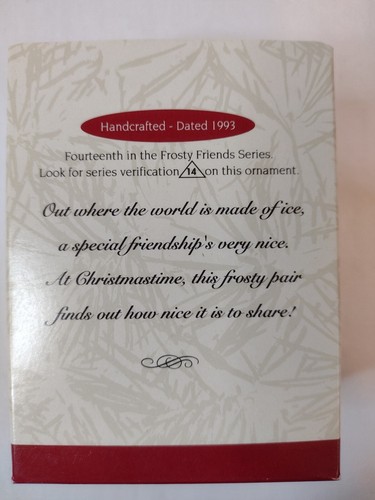 Handcrafted - Dated 1993
Fourteenth in the Frosty Friends Series.
Look for series verification 14 on this ornament.
Out where the world is made of ice,
a special friendship's very nice.
At Christmastime, this frosty pair
finds out how nice it is to share!